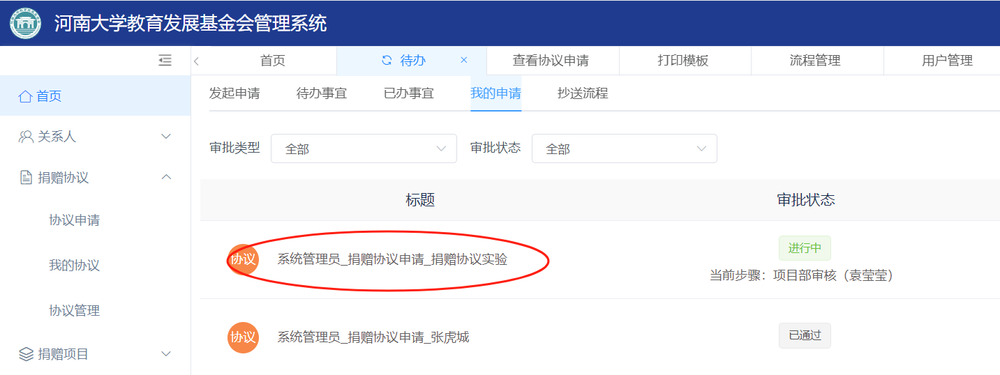 河南大学教育发展基金会管理系统
首页 待办 查看协议申请 打印模板 流程管理 用户管理
首页
发起申请 待办事宜 已办事宜 我的申请 抄送流程
关系人
审批类型 全部 审批状态 全部
捐赠协议
标题 审批状态
协议申请
协议 系统管理员_捐赠协议申请_捐赠协议实验 进行中
我的协议
当前步骤：项目部审核（袁莹莹）
协议管理
协议 系统管理员_捐赠协议申请_张虎城 已通过
捐赠项目